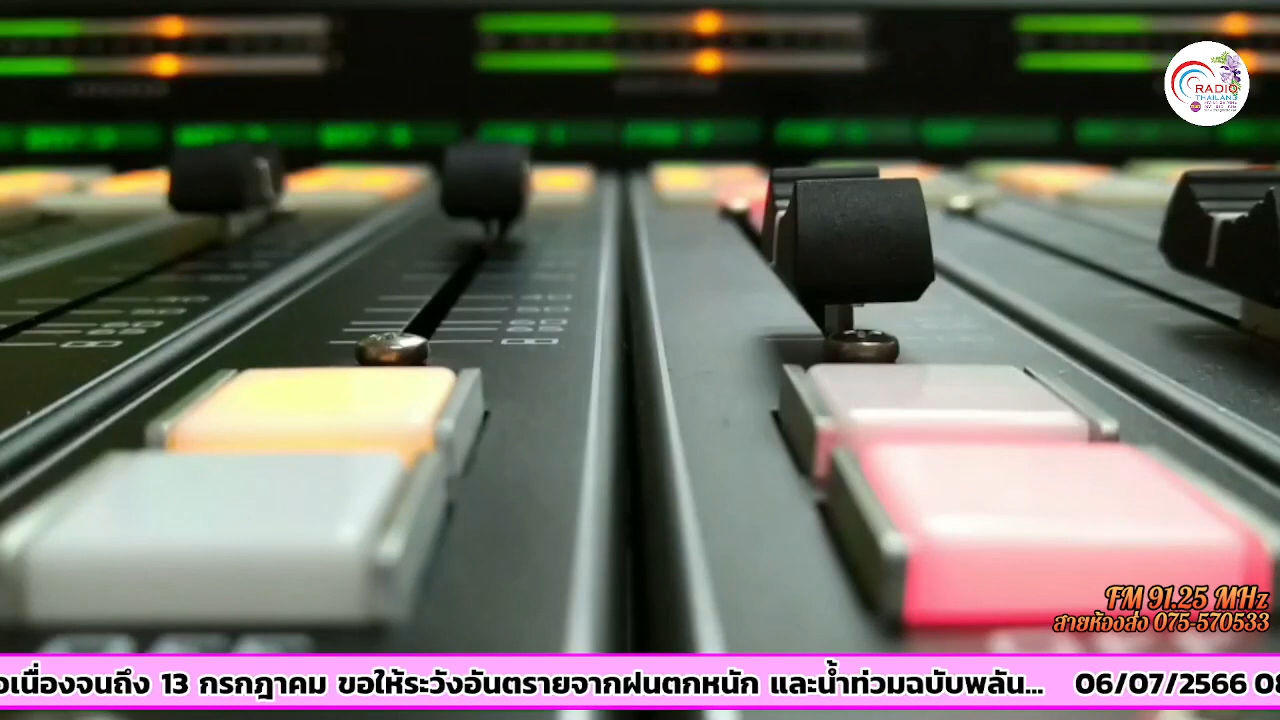 RADIO
THAILAND
FM 91.25 MHz
สายห้องส่ง 075-570533
อเนื่องจนถึง 13 กรกฎาคม ขอให้ระวังอันตรายจากฝนตกหนัก และน้ำท่วมฉบับพลัน... 06/07/2566 08